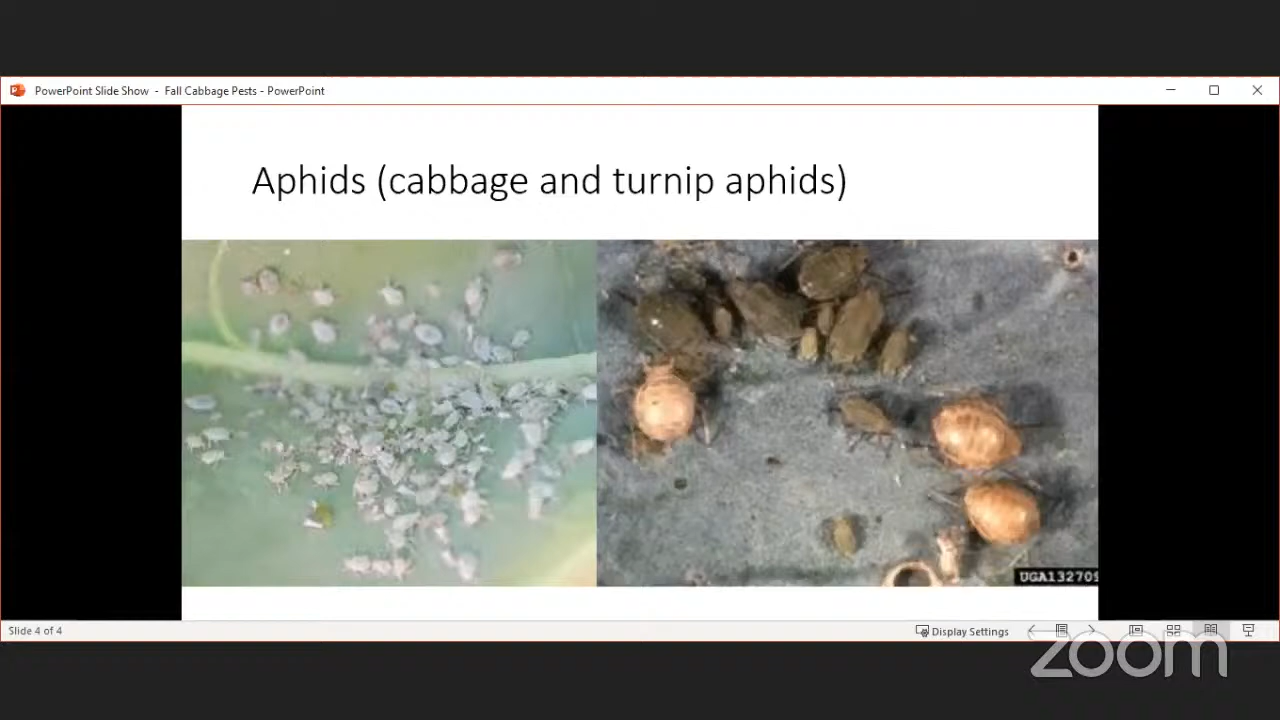 PowerPoint Slide Show - Fall Cabbage Pests - PowerPoint
Aphids (cabbage and turnip aphids)
UGA132709
Slide 4 of 4
Display Settings
zoom